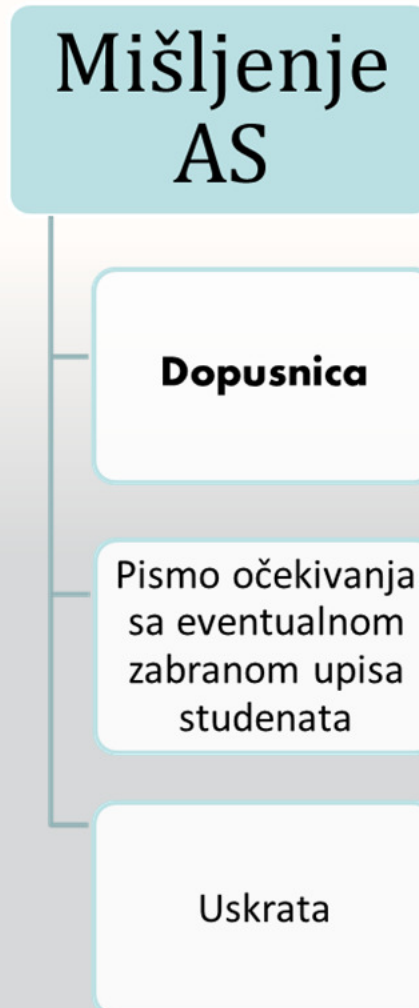 Mišljenje
AS
Dopusnica
Pismo očekivanja
sa eventualnom
zabranom upisa
studenata
Uskrata